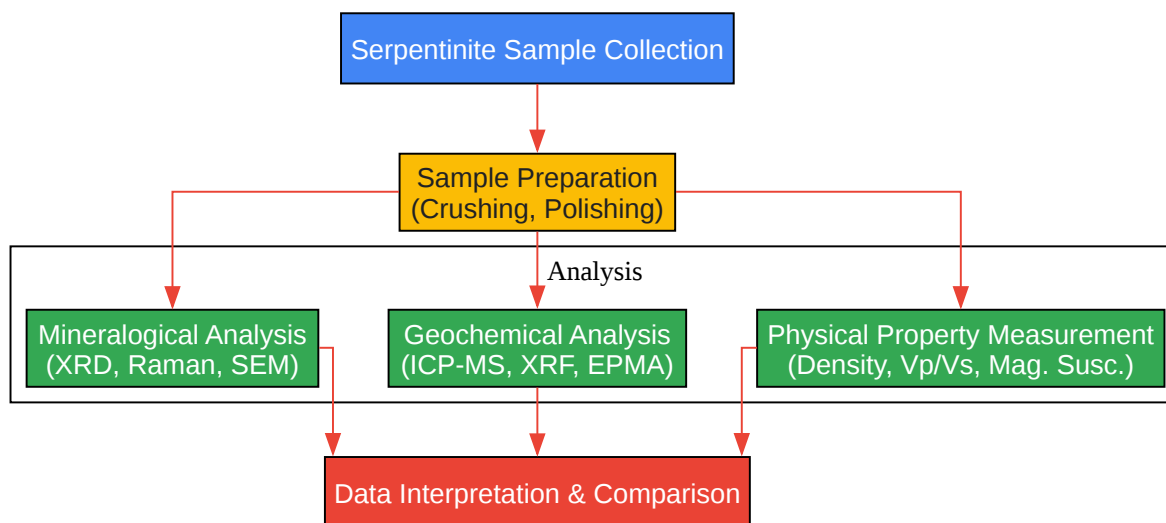 Serpentinite Sample Collection
Sample Preparation
(Crushing, Polishing)
Analysis
Mineralogical Analysis
(XRD, Raman, SEM)
Geochemical Analysis
(ICP-MS, XRF, EPMA)
Physical Property Measurement
(Density, Vp/Vs, Mag. Susc.)
Data Interpretation & Comparison